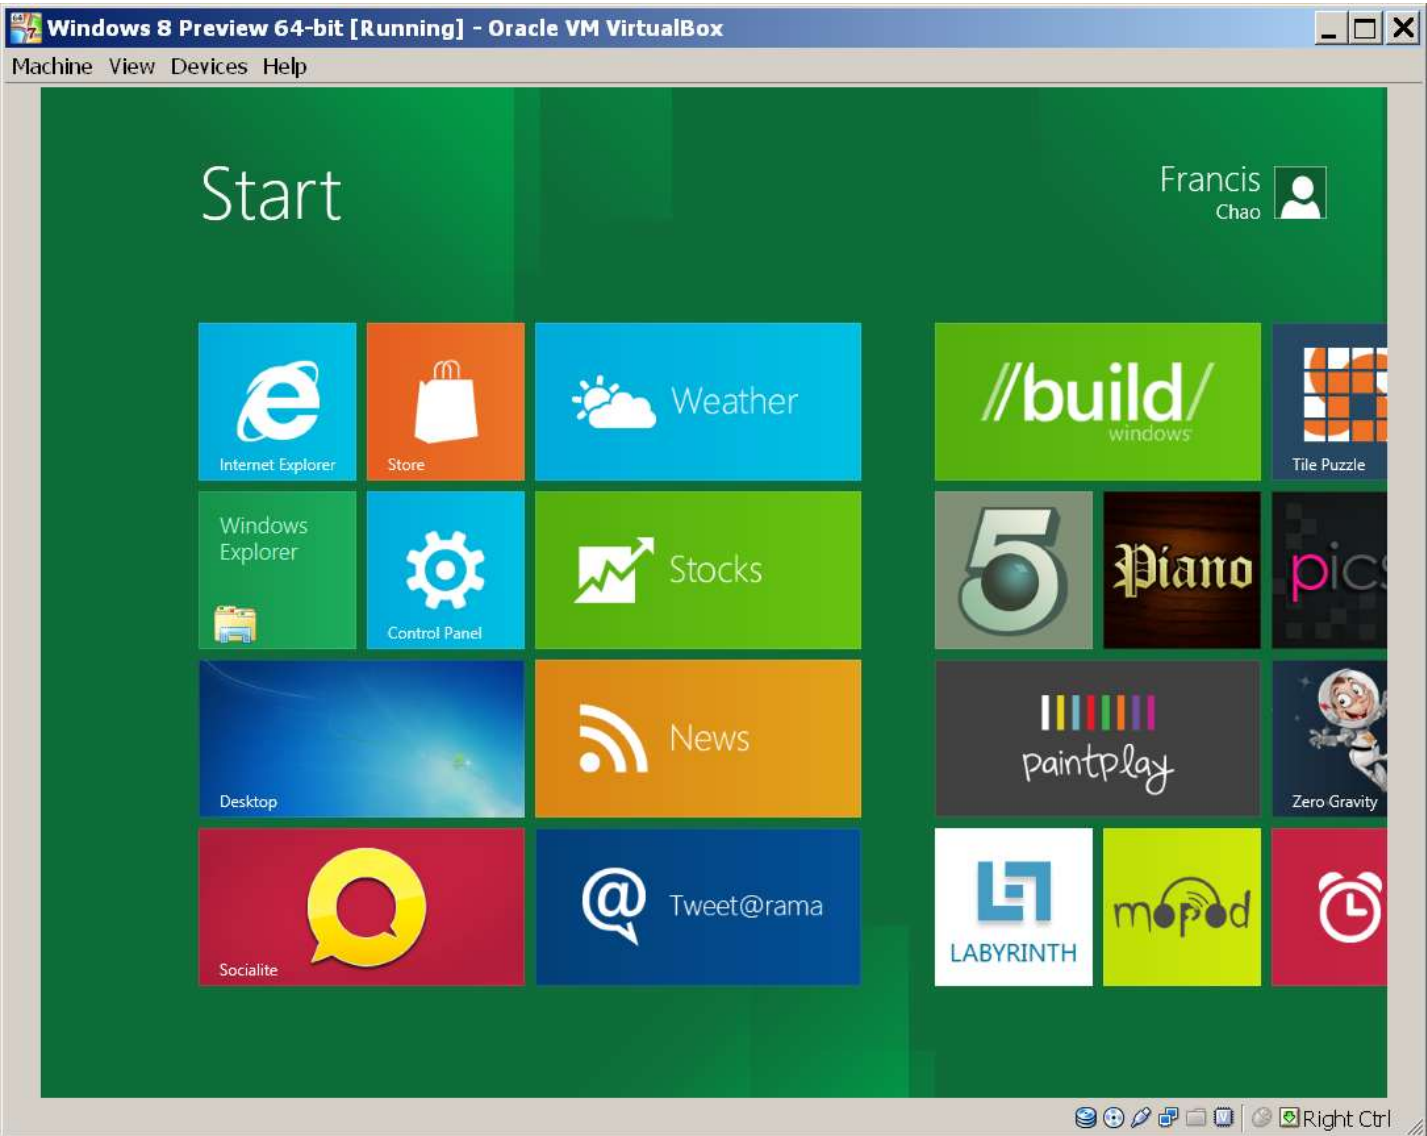 Windows 8 Preview 64-bit [Running] - Oracle VM VirtualBox
Machine View Devices Help
Start
Francis
Chao
Internet Explorer
Store
Weather
//build/
windows
Tile Puzzle
Windows
Explorer
Control Panel
Stocks
5
Piano
pics
Desktop
News
paintplay
Zero Gravity
Socialite
Tweet@rama
LABYRINTH
mopod
Right Ctrl